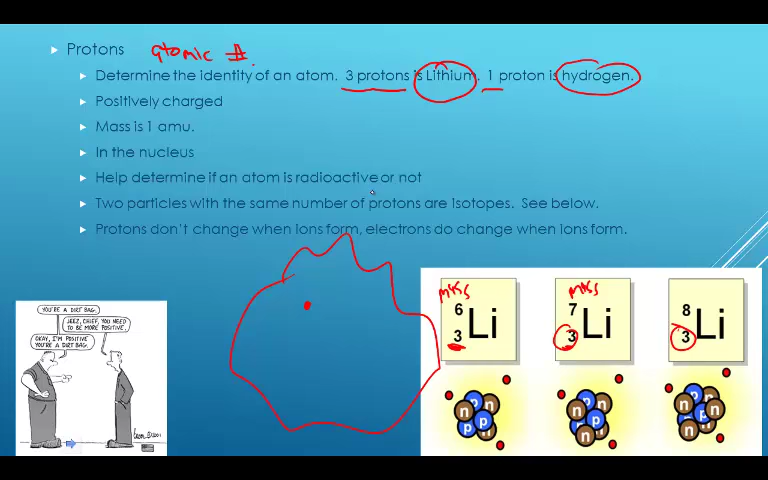 Protons atomic #.
Determine the identity of an atom. 3 protons is Lithium. 1 proton is hydrogen.
Positively charged
Mass is 1 amu.
In the nucleus
Help determine if an atom is radioactive or not
Two particles with the same number of protons are isotopes. See below.
Protons don't change when ions form, electrons do change when ions form.
YOU'RE A DIRT BAG.
JEEZ, CHIEF, YOU NEED TO BE MORE POSITIVE.
OKAY, I'M POSITIVE YOU'RE A DIRT BAG.
mass
6
3
Li
mass
7
3
Li
8
3
Li
p
n
n
p
p
n
p
n
n
p
p
n
p
n
n
p
n
n